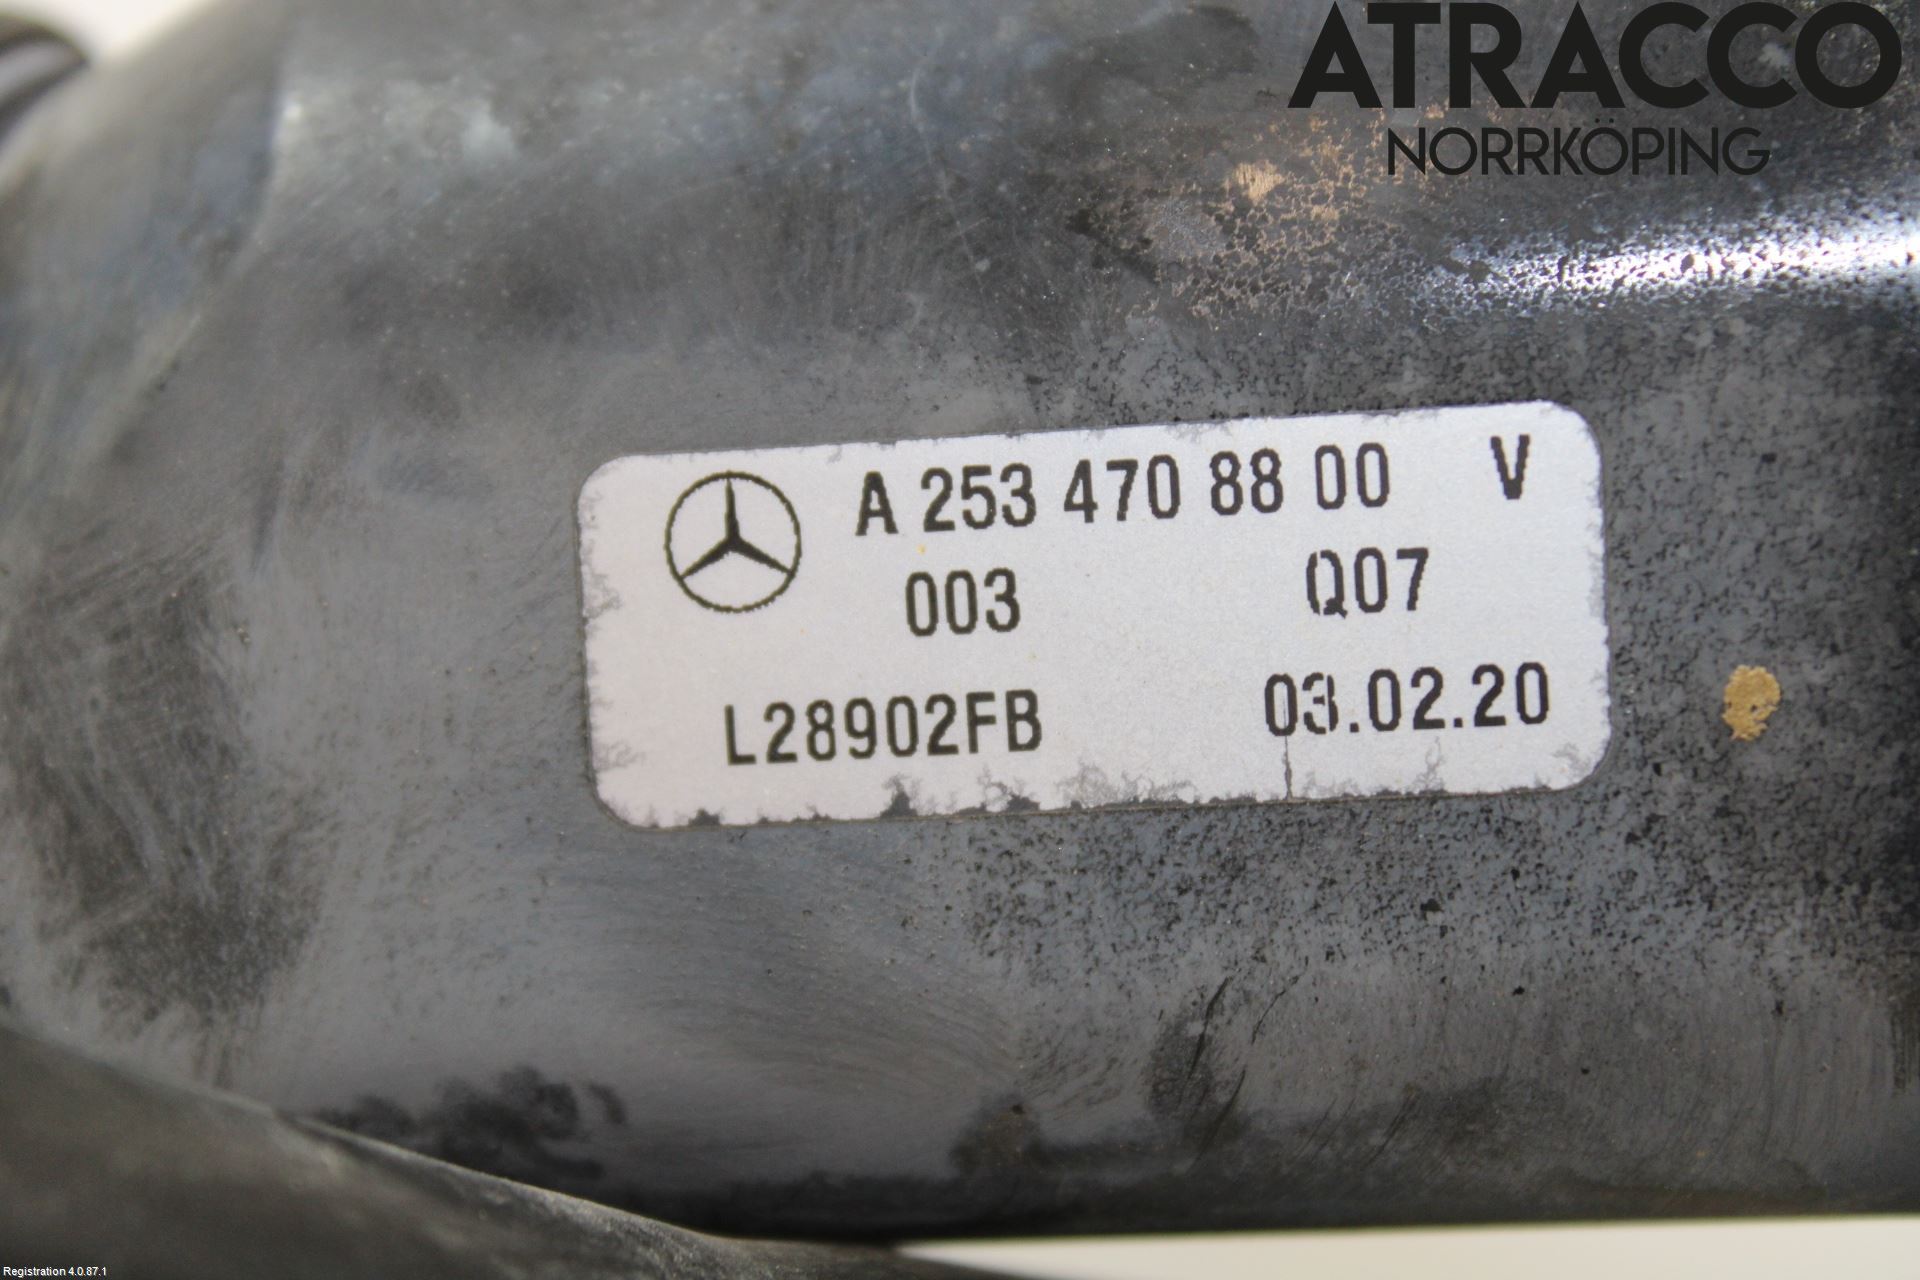 ATRACCO
NORRKÖPING
A 253 470 88 00 V
003 Q07
L28902FB 03.02.20
Registration 4.0.87.1